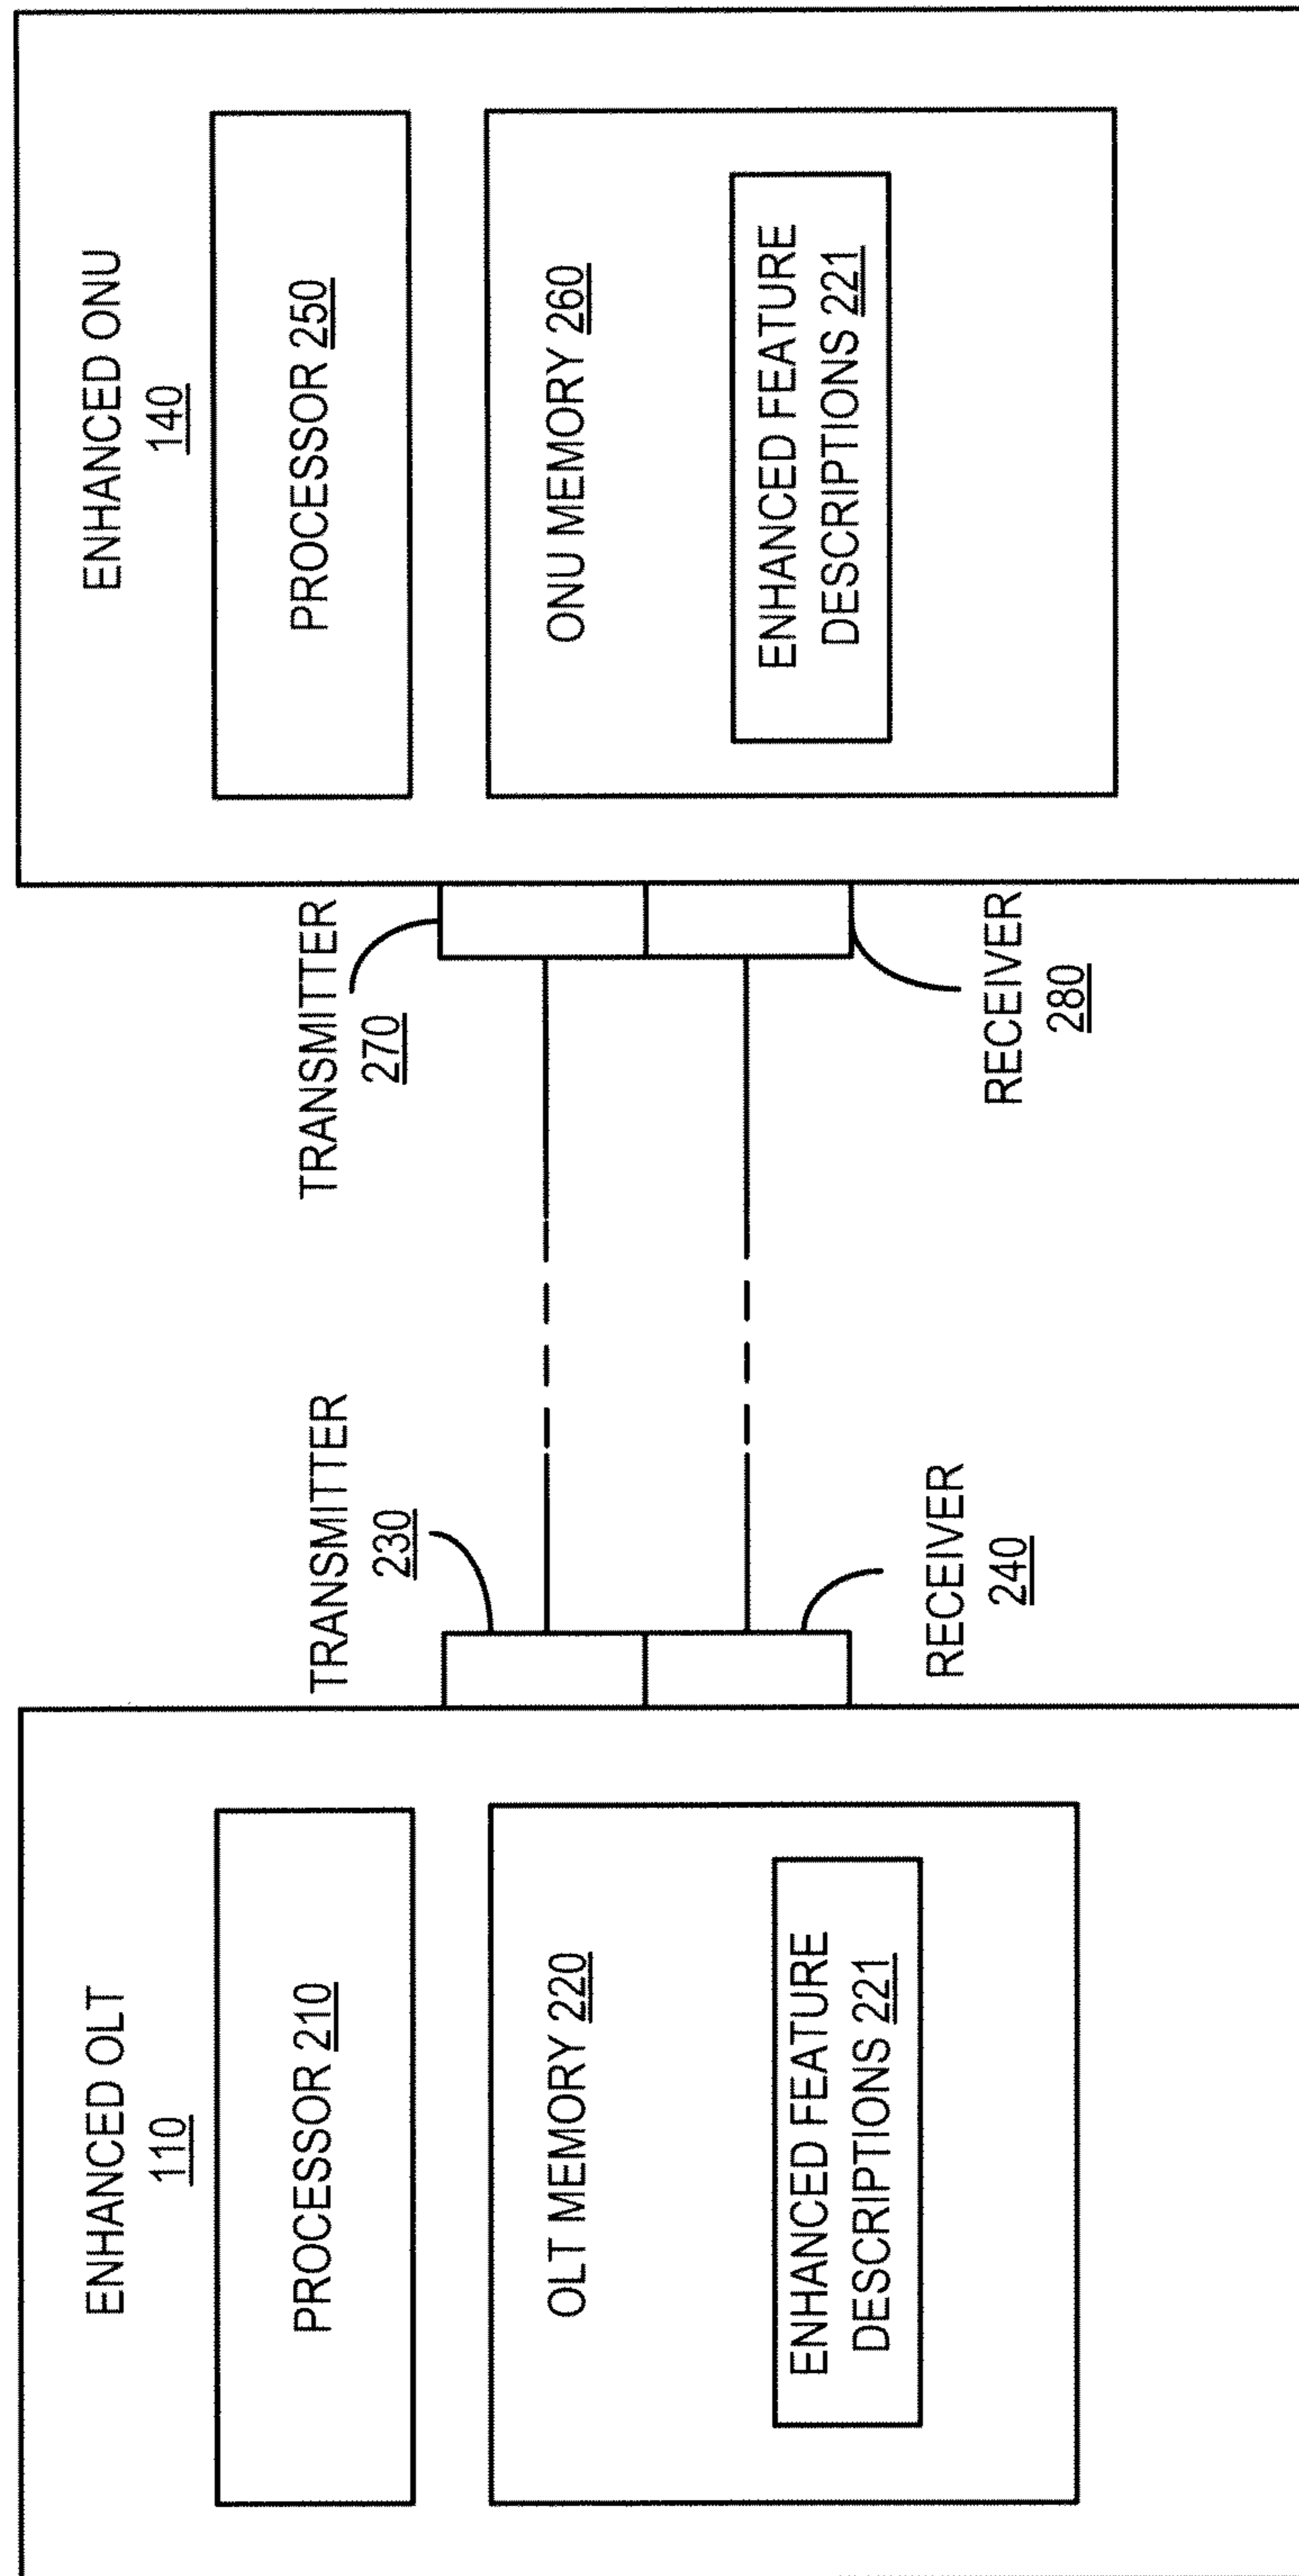 ENHANCED OLT
110
PROCESSOR 210
OLT MEMORY 220
ENHANCED FEATURE
DESCRIPTIONS 221
TRANSMITTER
230
RECEIVER
240
TRANSMITTER
270
RECEIVER
280
ENHANCED ONU
140
PROCESSOR 250
ONU MEMORY 260
ENHANCED FEATURE
DESCRIPTIONS 221